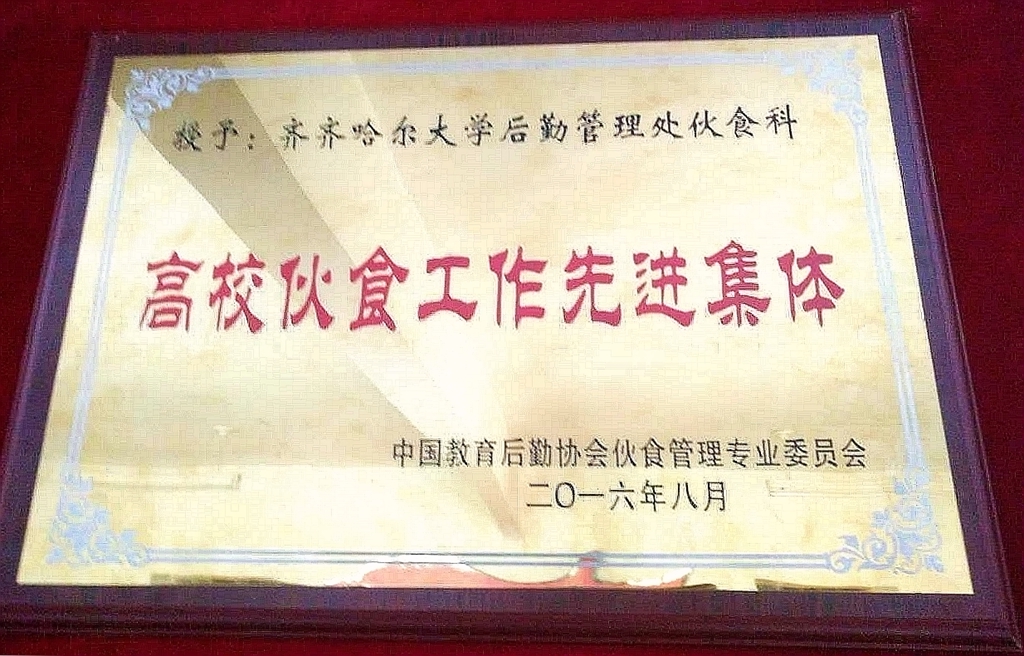 授予：齐齐哈尔大学后勤管理处伙食科
高校伙食工作先进集体
中国教育后勤协会伙食管理专业委员会
二〇一六年八月